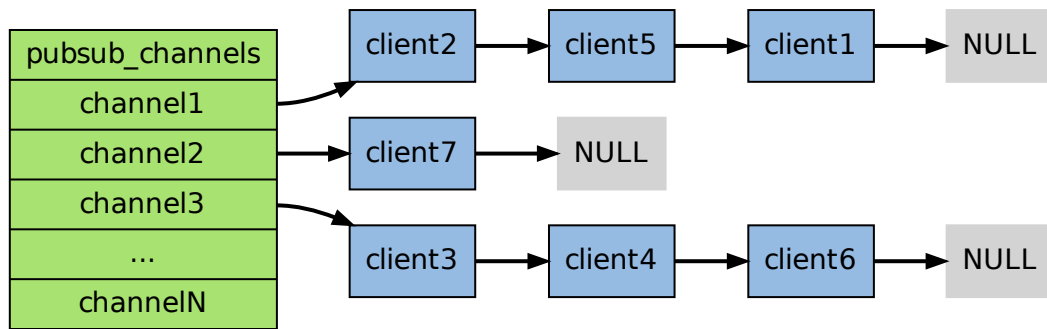 pubsub_channels
channel1
channel2
channel3
...
channelN
client2 client5 client1 NULL
client7 NULL
client3 client4 client6 NULL